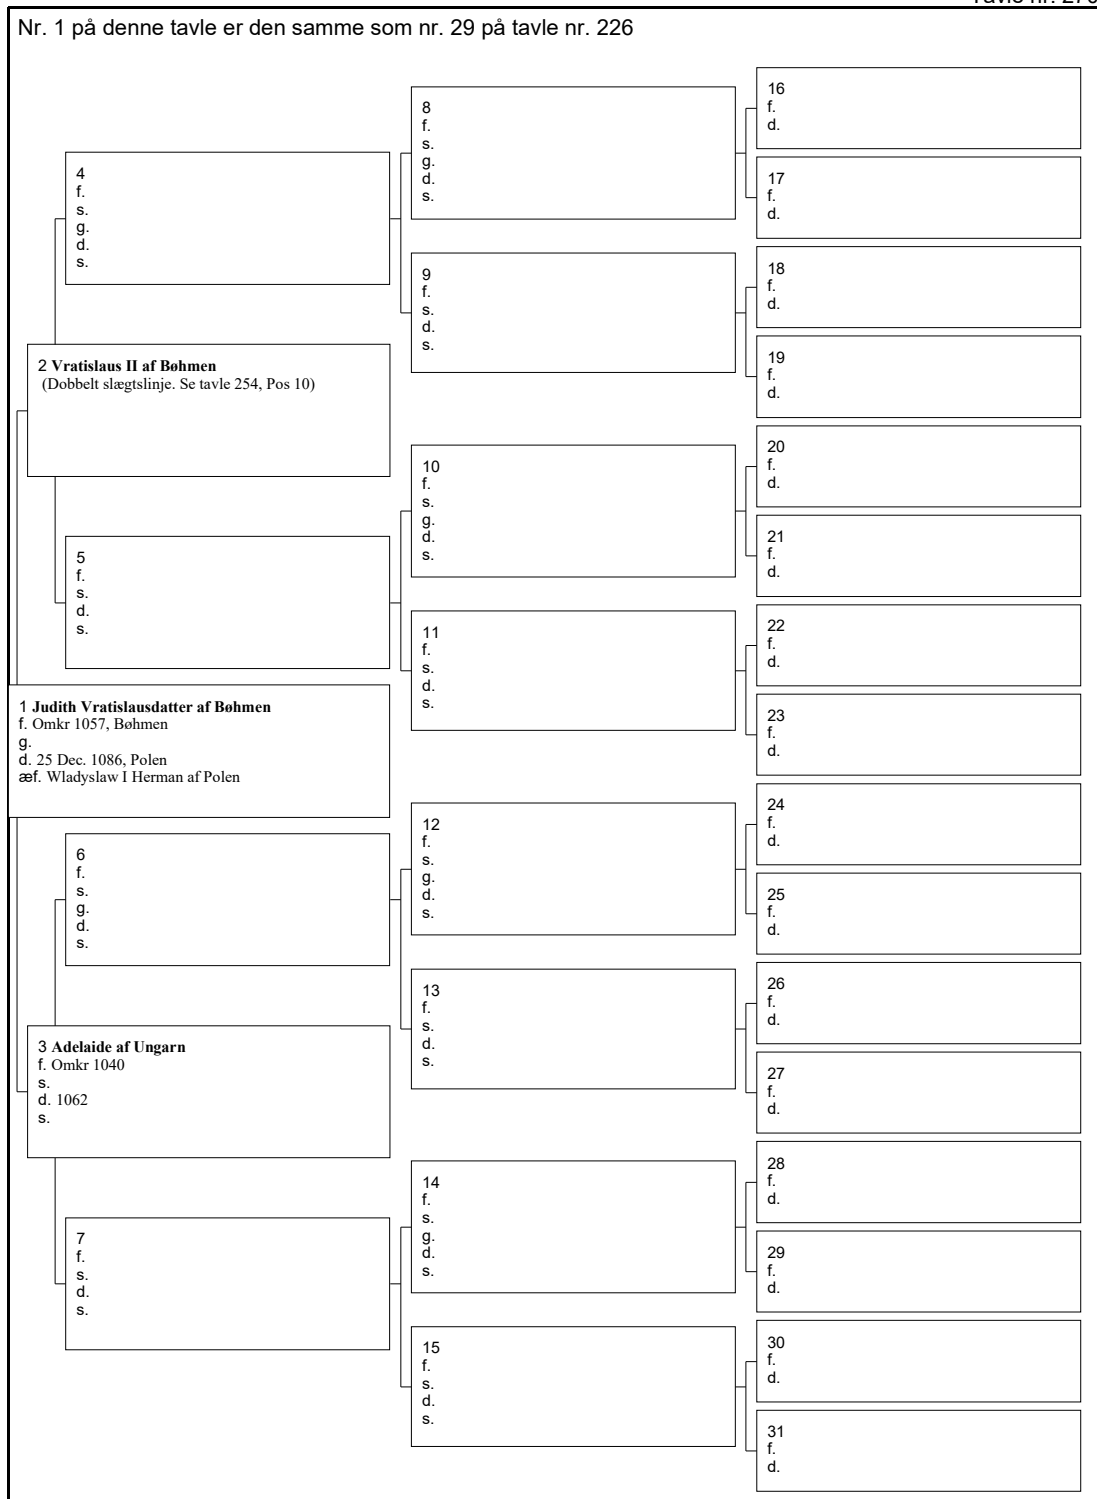 Nr. 1 på denne tavle er den samme som nr. 29 på tavle nr. 226
16
f.
d.
8
f.
s.
g.
d.
s.
17
f.
d.
4
f.
s.
g.
d.
s.
18
f.
d.
9
f.
s.
d.
s.
19
f.
d.
2 Vratislaus II af Bøhmen
(Dobbelt slægtslinje. Se tavle 254, Pos 10)
20
f.
d.
10
f.
s.
g.
d.
s.
21
f.
d.
5
f.
s.
d.
s.
22
f.
d.
11
f.
s.
d.
s.
23
f.
d.
1 Judith Vratislausdatter af Bøhmen
f. Omkr 1057, Bøhmen
g.
d. 25 Dec. 1086, Polen
æf. Wladyslaw I Herman af Polen
24
f.
d.
12
f.
s.
g.
d.
s.
25
f.
d.
6
f.
s.
g.
d.
s.
26
f.
d.
13
f.
s.
d.
s.
27
f.
d.
3 Adelaide af Ungarn
f. Omkr 1040
s.
d. 1062
s.
28
f.
d.
14
f.
s.
g.
d.
s.
29
f.
d.
7
f.
s.
d.
s.
30
f.
d.
15
f.
s.
d.
s.
31
f.
d.